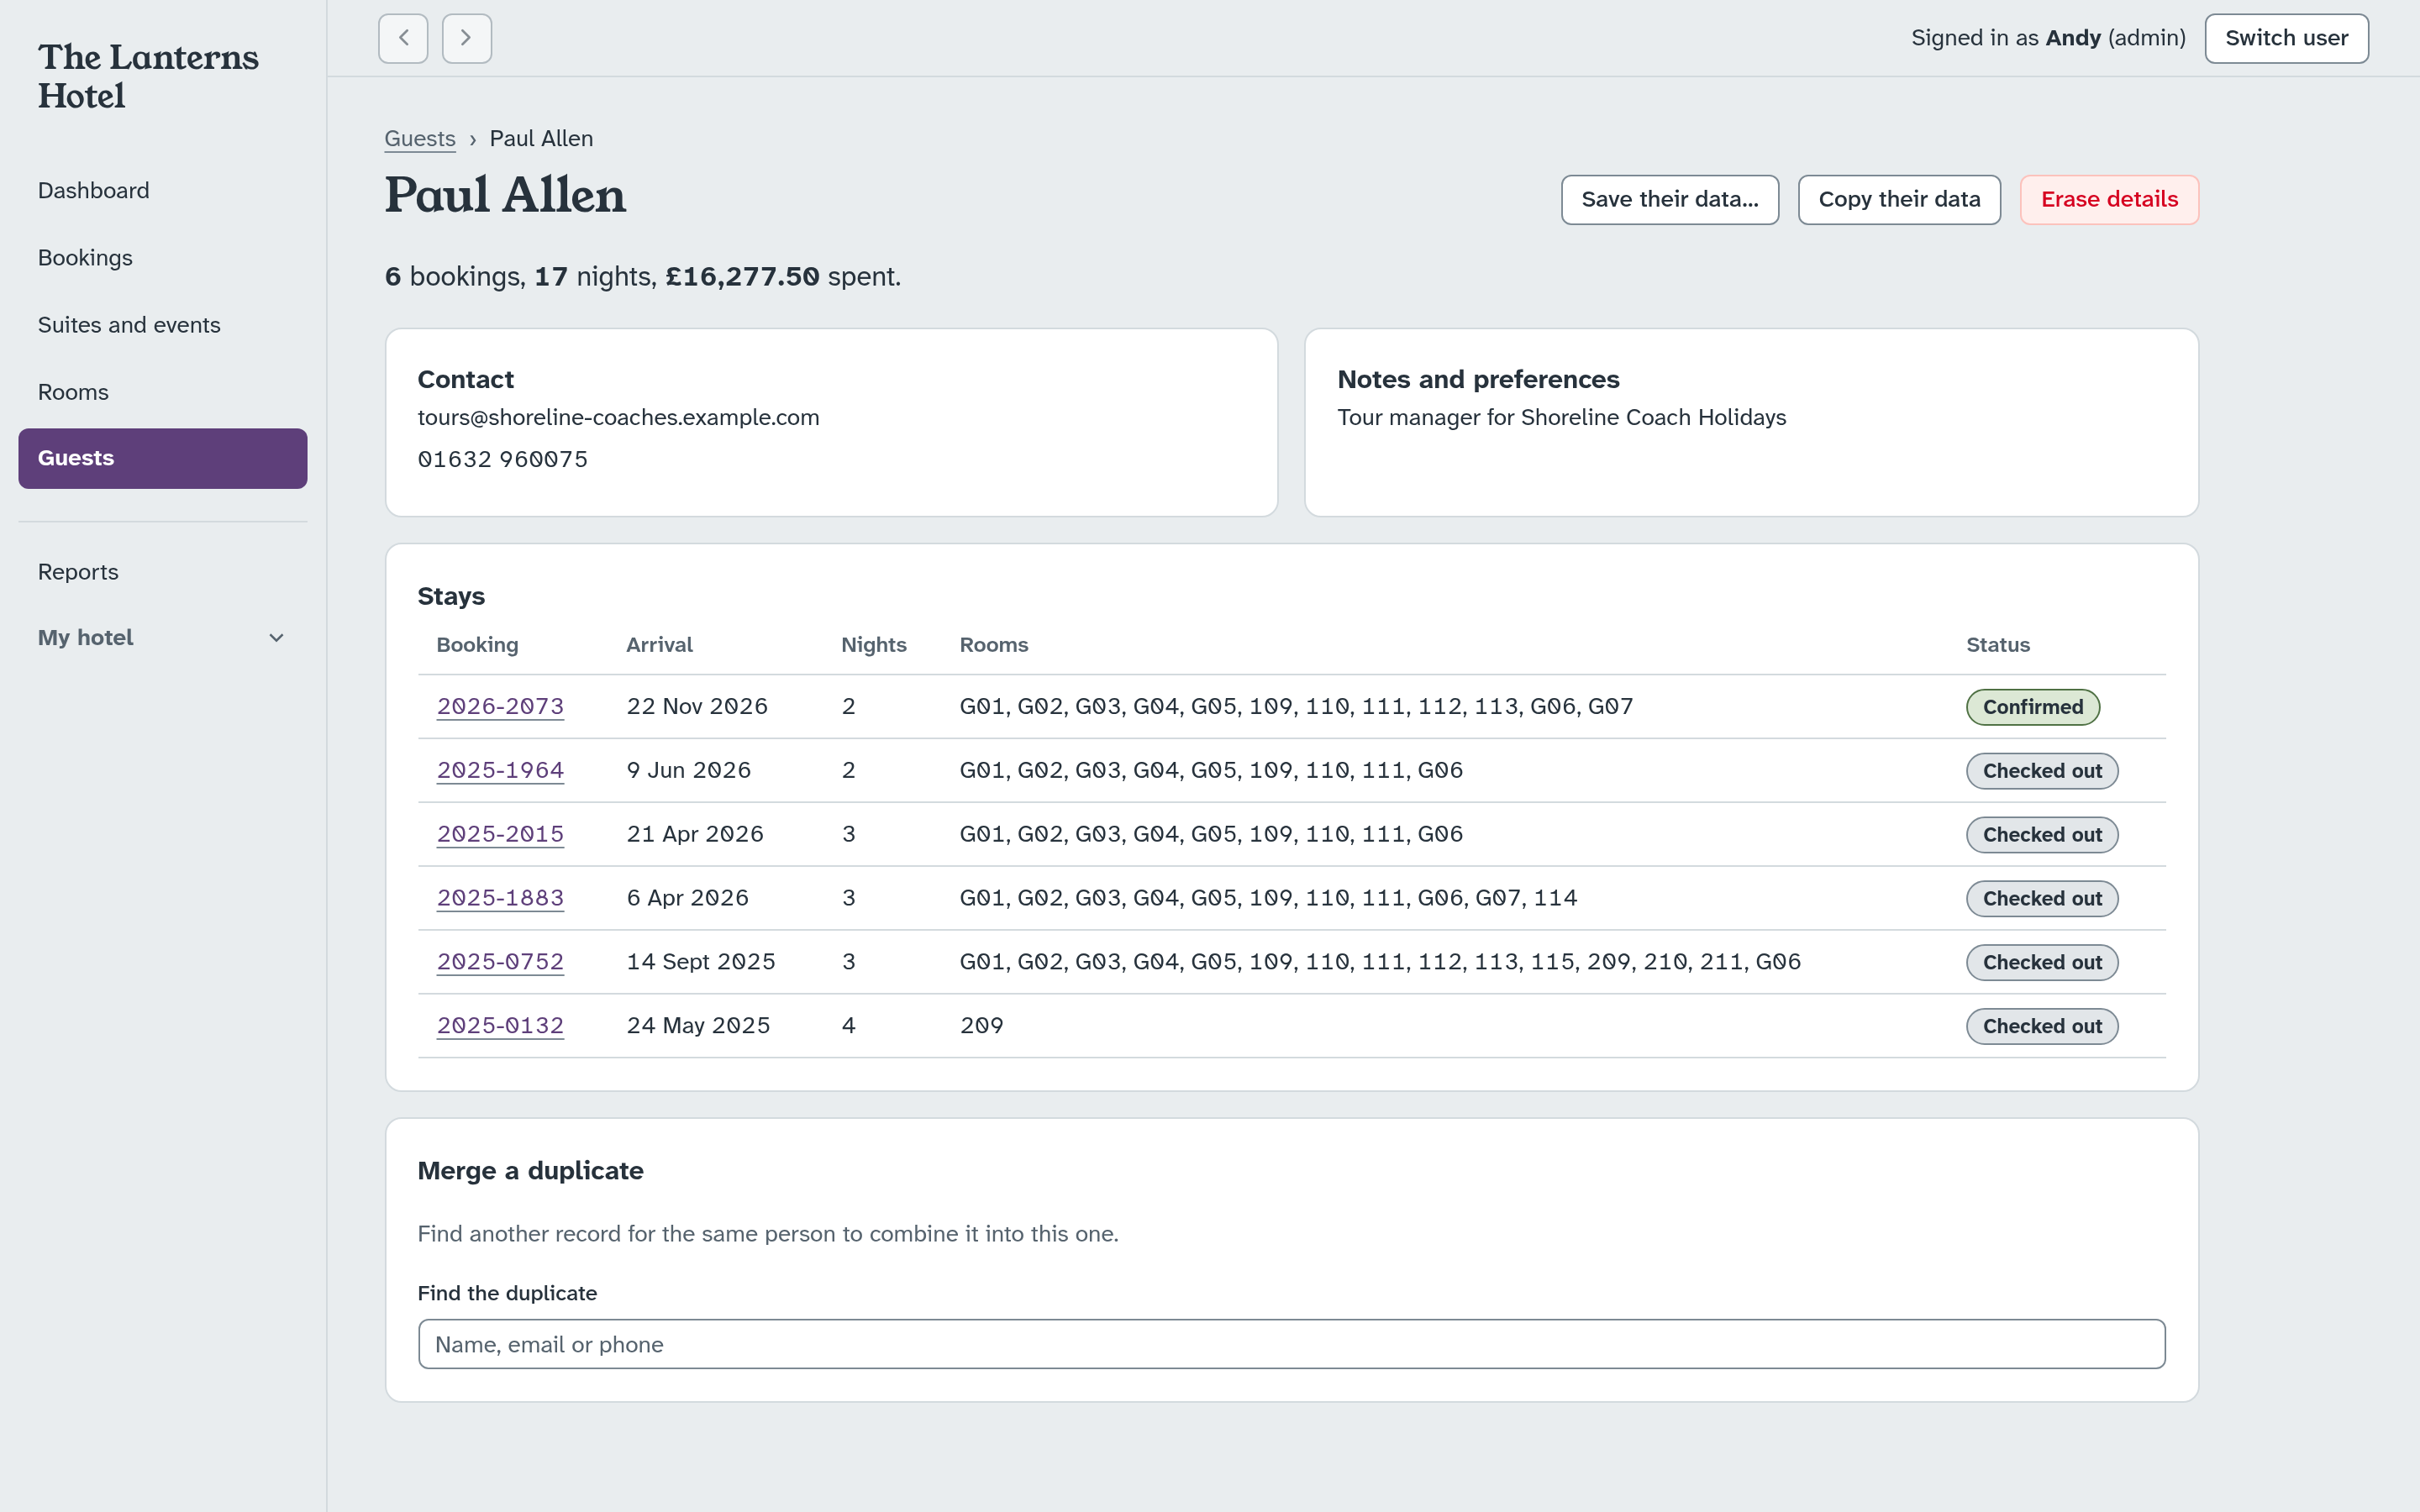 The Lanterns
Hotel
Dashboard
Bookings
Suites and events
Rooms
Guests
Reports
My hotel
Signed in as Andy (admin)
Switch user
Guests › Paul Allen
Paul Allen
Save their data...
Copy their data
Erase details
6 bookings, 17 nights, £16,277.50 spent.
Contact
tours@shoreline-coaches.example.com
01632 960075
Notes and preferences
Tour manager for Shoreline Coach Holidays
Stays
Booking Arrival Nights Rooms Status
2026-2073 22 Nov 2026 2 G01, G02, G03, G04, G05, 109, 110, 111, 112, 113, G06, G07 Confirmed
2025-1964 9 Jun 2026 2 G01, G02, G03, G04, G05, 109, 110, 111, G06 Checked out
2025-2015 21 Apr 2026 3 G01, G02, G03, G04, G05, 109, 110, 111, G06 Checked out
2025-1883 6 Apr 2026 3 G01, G02, G03, G04, G05, 109, 110, 111, G06, G07, 114 Checked out
2025-0752 14 Sept 2025 3 G01, G02, G03, G04, G05, 109, 110, 111, 112, 113, 115, 209, 210, 211, G06 Checked out
2025-0132 24 May 2025 4 209 Checked out
Merge a duplicate
Find another record for the same person to combine it into this one.
Find the duplicate
Name, email or phone